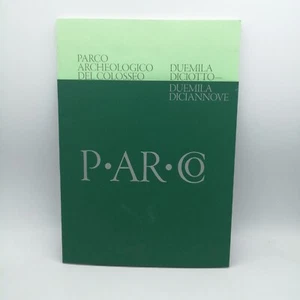 PARCO
ARCHEOLOGICO
DEL COLOSSEO
DUEMILA
DICIOTTO—
DUEMILA
DICIANNOVE
P·AR·CO